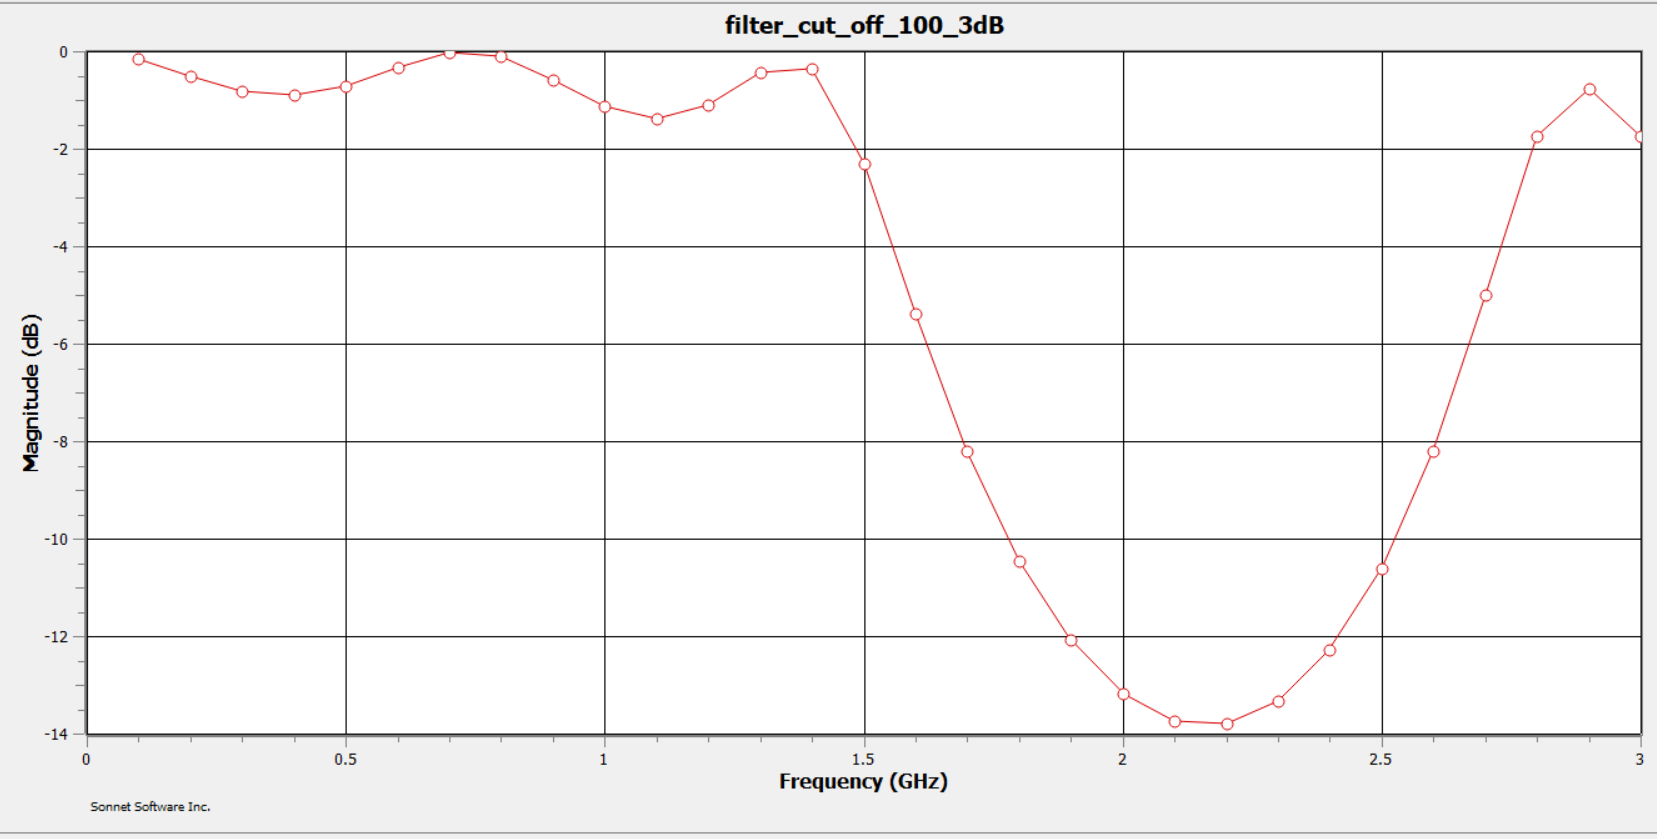 filter_cut_off_100_3dB
0
-2
-4
-6
-8
-10
-12
-14
Magnitude (dB)
0 0.5 1 1.5 2 2.5 3
Frequency (GHz)
Sonnet Software Inc.